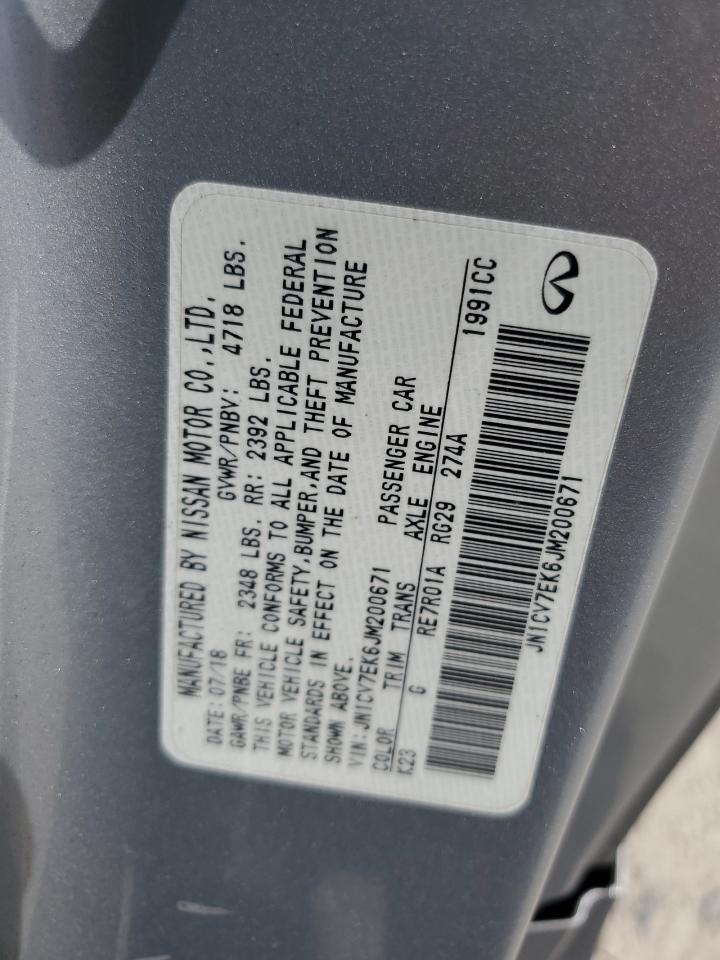 MANUFACTURED BY NISSAN MOTOR CO.,LTD.
DATE: 07/18 GVWR/PNBV: 4718 LBS.
GAWR/PNBE FR: 2348 LBS. RR: 2392 LBS.
THIS VEHICLE CONFORMS TO ALL APPLICABLE FEDERAL
MOTOR VEHICLE SAFETY,BUMPER,AND THEFT PREVENTION
STANDARDS IN EFFECT ON THE DATE OF MANUFACTURE
SHOWN ABOVE.
VIN:JN1CV7EK6JM200671 PASSENGER CAR
COLOR TRIM TRANS AXLE ENGINE
K23 G RE7R01A RG29 274A 1991CC
JN1CV7EK6JM200671